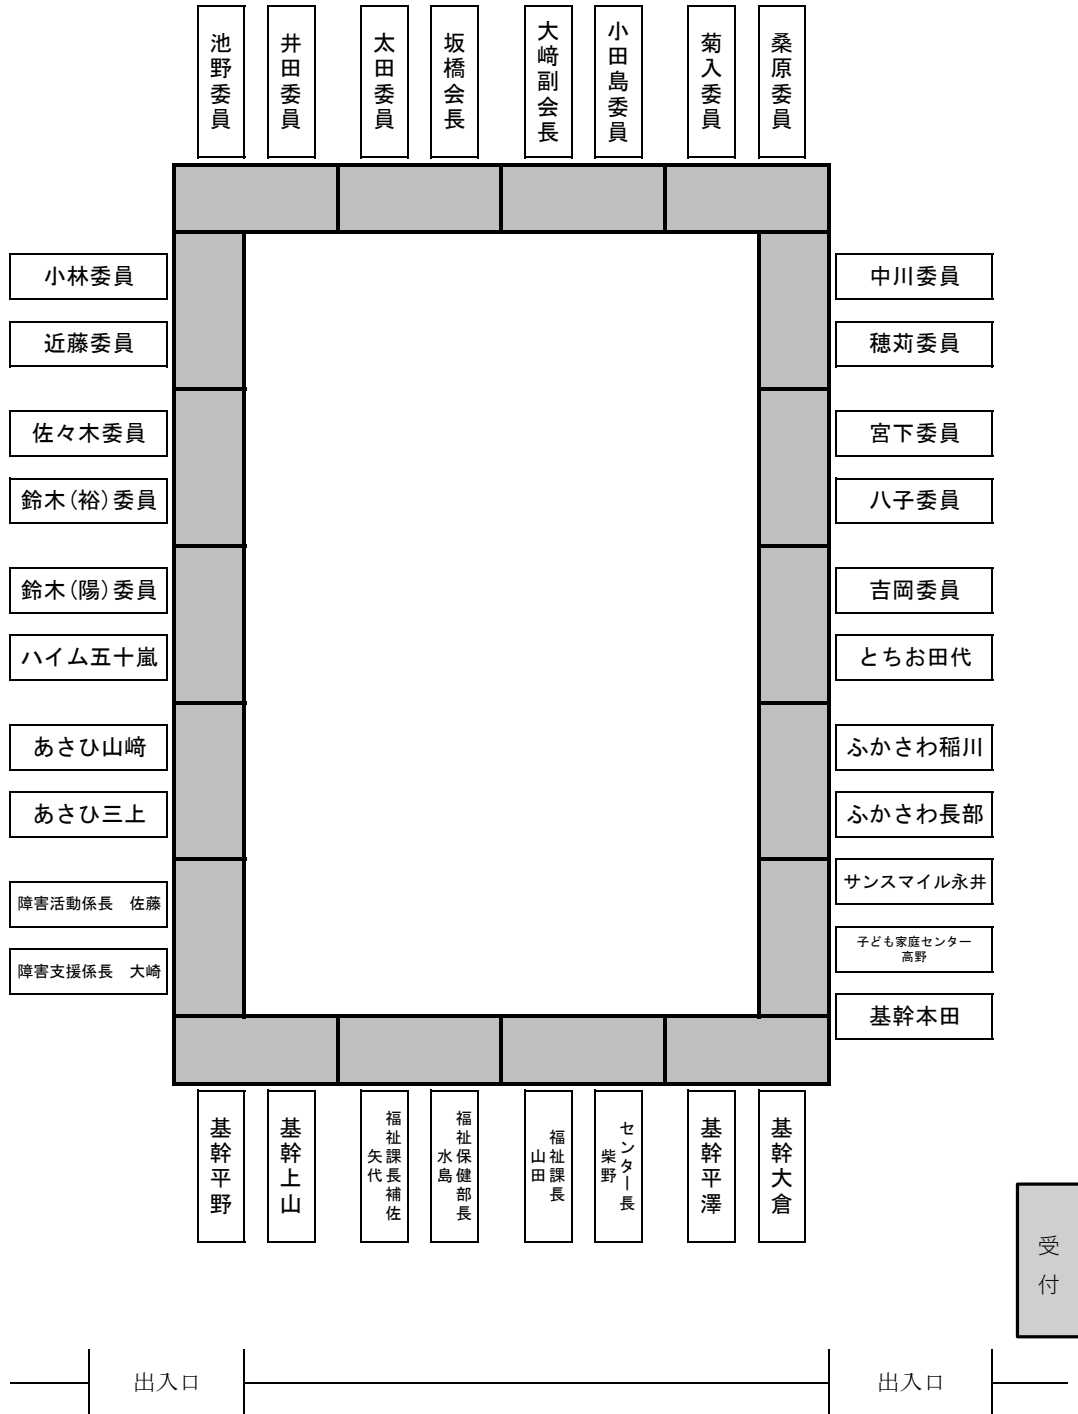 池野委員
井田委員
太田委員
坂橋会長
大﨑副会長
小田島委員
菊入委員
桑原委員
小林委員
近藤委員
佐々木委員
鈴木(裕)委員
鈴木(陽)委員
ハイム五十嵐
あさひ山﨑
あさひ三上
障害活動係長　佐藤
障害支援係長　大崎
中川委員
穂苅委員
宮下委員
八子委員
吉岡委員
とちお田代
ふかさわ稲川
ふかさわ長部
サンスマイル永井
子ども家庭センター
高野
基幹本田
基幹平野
基幹上山
福祉課長補佐
矢代
福祉保健部長
水島
福祉課長
山田
センター長
柴野
基幹平澤
基幹大倉
受付
出入口
出入口